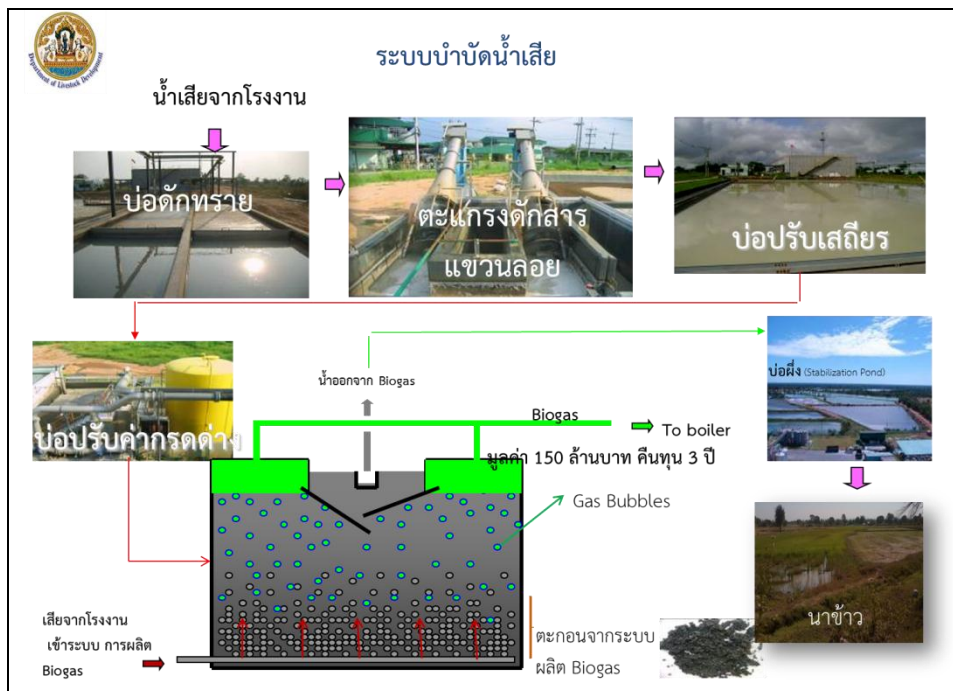 Department of Livestock Development
ระบบบำบัดน้ำเสีย
น้ำเสียจากโรงงาน
บ่อดักทราย
ตะแกรงดักสาร
แขวนลอย
บ่อปรับเสถียร
บ่อปรับค่ากรดด่าง
น้ำออกจาก Biogas
บ่อผึ่ง (Stabilization Pond)
Biogas
To boiler
มูลค่า 150 ล้านบาท คืนทุน 3 ปี
Gas Bubbles
นาข้าว
เสียจากโรงงาน
เข้าระบบ การผลิต
Biogas
ตะกอนจากระบบ
ผลิต Biogas